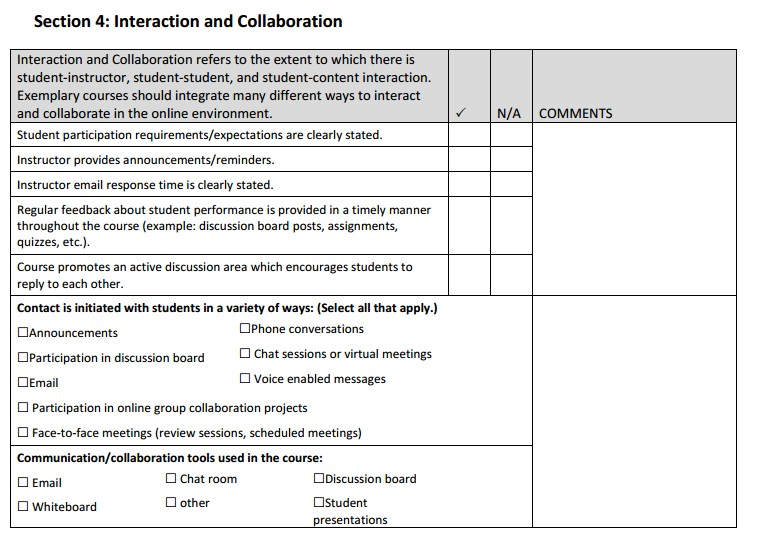 Section 4: Interaction and Collaboration
Interaction and Collaboration refers to the extent to which there is
student-instructor, student-student, and student-content interaction.
Exemplary courses should integrate many different ways to interact
and collaborate in the online environment.
✓ N/A COMMENTS
Student participation requirements/expectations are clearly stated.
Instructor provides announcements/reminders.
Instructor email response time is clearly stated.
Regular feedback about student performance is provided in a timely manner
throughout the course (example: discussion board posts, assignments,
quizzes, etc.).
Course promotes an active discussion area which encourages students to
reply to each other.
Contact is initiated with students in a variety of ways: (Select all that apply.)
☐Announcements ☐Phone conversations
☐Participation in discussion board ☐ Chat sessions or virtual meetings
☐Email ☐ Voice enabled messages
☐ Participation in online group collaboration projects
☐ Face-to-face meetings (review sessions, scheduled meetings)
Communication/collaboration tools used in the course:
☐ Email ☐ Chat room ☐Discussion board
☐ Whiteboard ☐ other ☐Student
presentations